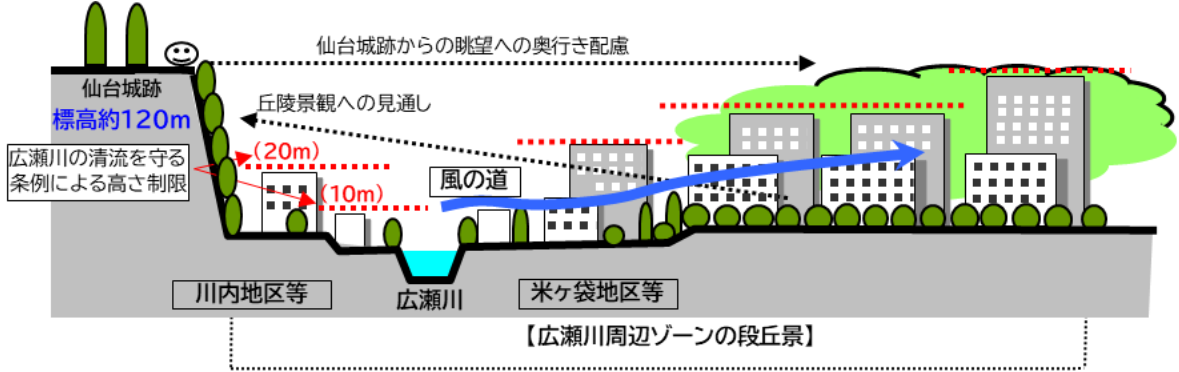 仙台城跡からの眺望への奥行き配慮
仙台城跡
標高約120m
丘陵景観への見通し
広瀬川の清流を守る
条例による高さ制限
(20m)
(10m)
風の道
川内地区等
広瀬川
米ヶ袋地区等
【広瀬川周辺ゾーンの段丘景】